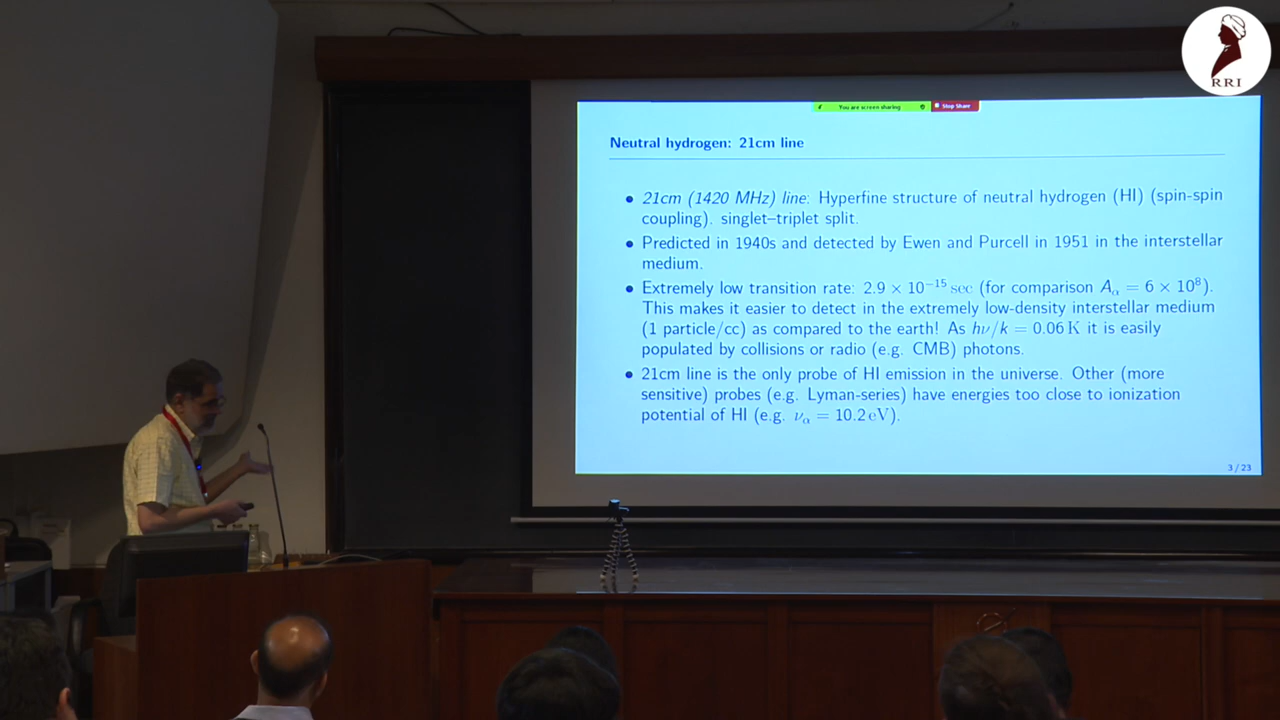 RRI
You are screen sharing
Stop Share
Neutral hydrogen: 21cm line
• 21cm (1420 MHz) line: Hyperfine structure of neutral hydrogen (HI) (spin-spin
coupling). singlet–triplet split.
• Predicted in 1940s and detected by Ewen and Purcell in 1951 in the interstellar
medium.
• Extremely low transition rate: 2.9 × 10⁻¹⁵ sec (for comparison Aα = 6 × 10⁸).
This makes it easier to detect in the extremely low-density interstellar medium
(1 particle/cc) as compared to the earth! As hν/k = 0.06 K it is easily
populated by collisions or radio (e.g. CMB) photons.
• 21cm line is the only probe of HI emission in the universe. Other (more
sensitive) probes (e.g. Lyman-series) have energies too close to ionization
potential of HI (e.g. να = 10.2 eV).
3 / 23